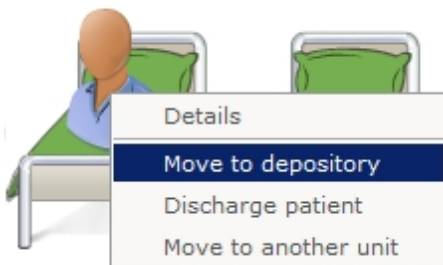 Details
Move to depository
Discharge patient
Move to another unit